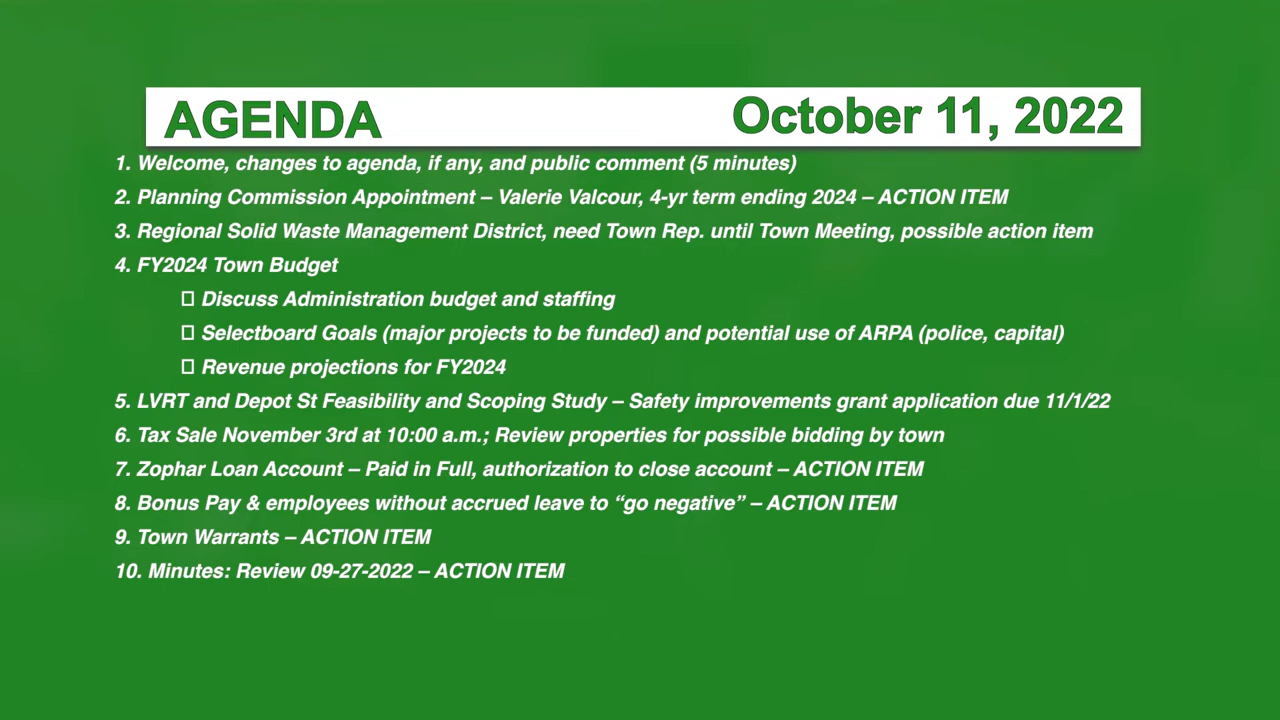 AGENDA October 11, 2022
1. Welcome, changes to agenda, if any, and public comment (5 minutes)
2. Planning Commission Appointment – Valerie Valcour, 4-yr term ending 2024 – ACTION ITEM
3. Regional Solid Waste Management District, need Town Rep. until Town Meeting, possible action item
4. FY2024 Town Budget
▯ Discuss Administration budget and staffing
▯ Selectboard Goals (major projects to be funded) and potential use of ARPA (police, capital)
▯ Revenue projections for FY2024
5. LVRT and Depot St Feasibility and Scoping Study – Safety improvements grant application due 11/1/22
6. Tax Sale November 3rd at 10:00 a.m.; Review properties for possible bidding by town
7. Zophar Loan Account – Paid in Full, authorization to close account – ACTION ITEM
8. Bonus Pay & employees without accrued leave to “go negative” – ACTION ITEM
9. Town Warrants – ACTION ITEM
10. Minutes: Review 09-27-2022 – ACTION ITEM